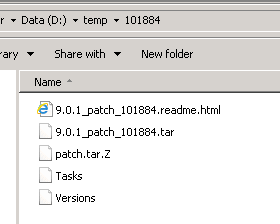 r ▸ Data (D:) ▸ temp ▸ 101884
rary ▾ Share with ▾ New folder
Name
9.0.1_patch_101884.readme.html
9.0.1_patch_101884.tar
patch.tar.Z
Tasks
Versions